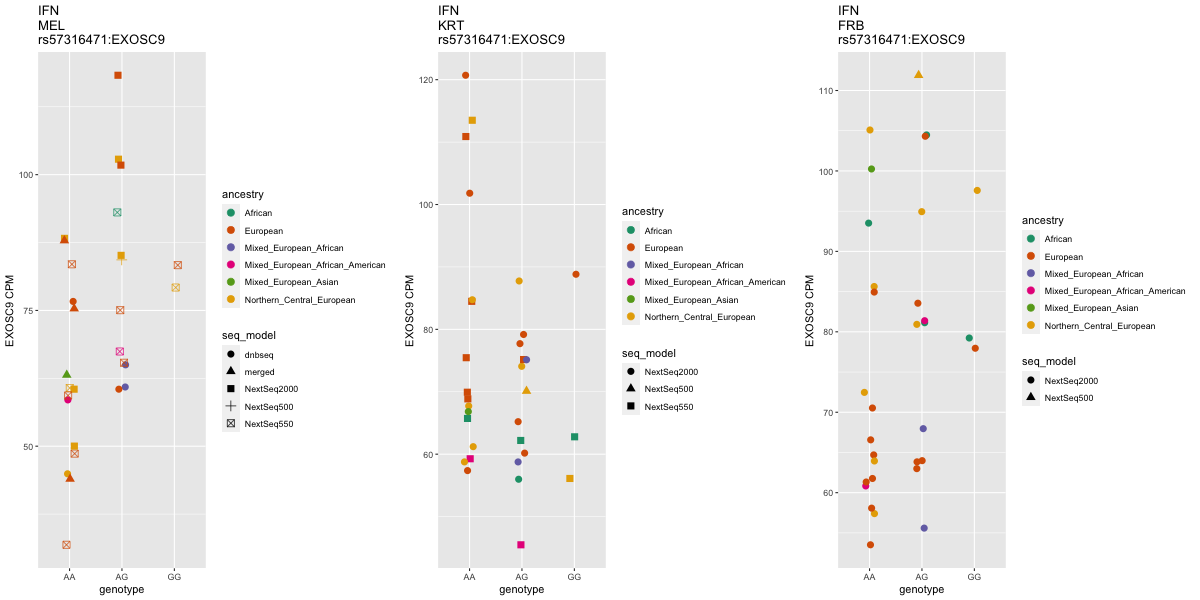 IFN
MEL
rs57316471:EXOSC9
EXOSC9 CPM
100
75
50
AA
AG
GG
genotype
ancestry
African
European
Mixed_European_African
Mixed_European_African_American
Mixed_European_Asian
Northern_Central_European
seq_model
dnbseq
merged
NextSeq2000
NextSeq500
NextSeq550
IFN
KRT
rs57316471:EXOSC9
EXOSC9 CPM
120
100
80
60
AA
AG
GG
genotype
ancestry
African
European
Mixed_European_African
Mixed_European_African_American
Mixed_European_Asian
Northern_Central_European
seq_model
NextSeq2000
NextSeq500
NextSeq550
IFN
FRB
rs57316471:EXOSC9
EXOSC9 CPM
110
100
90
80
70
60
AA
AG
GG
genotype
ancestry
African
European
Mixed_European_African
Mixed_European_African_American
Mixed_European_Asian
Northern_Central_European
seq_model
NextSeq2000
NextSeq500